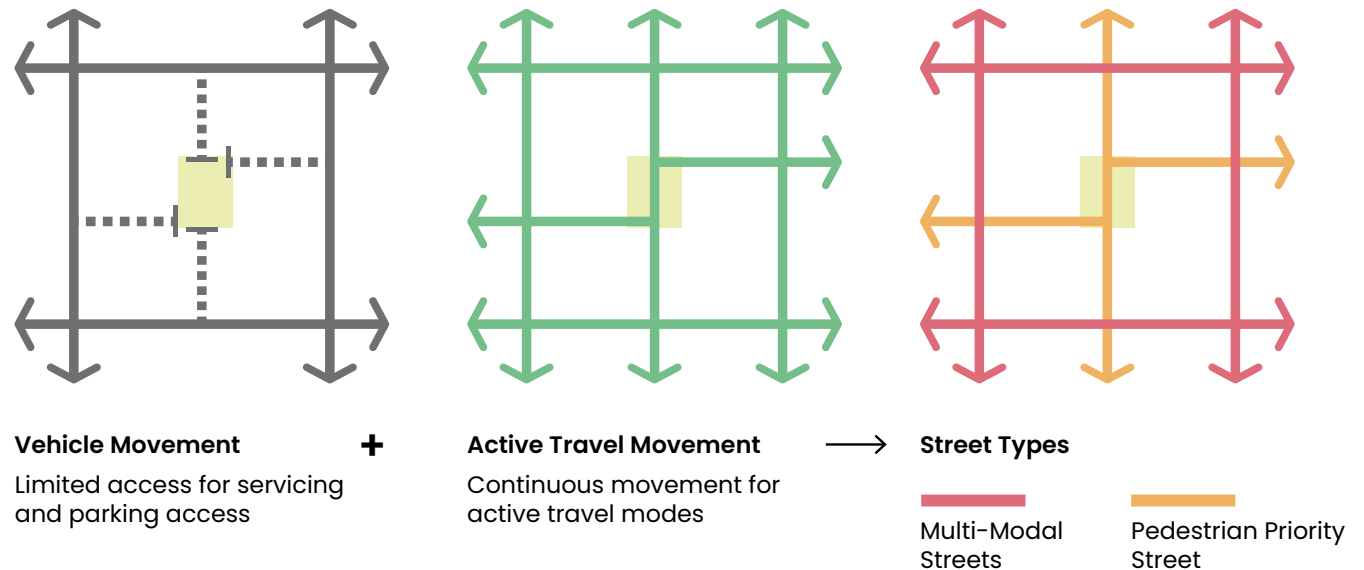 Vehicle Movement
+
Active Travel Movement
Street Types
Limited access for servicing
and parking access
Continuous movement for
active travel modes
Multi-Modal
Streets
Pedestrian Priority
Street